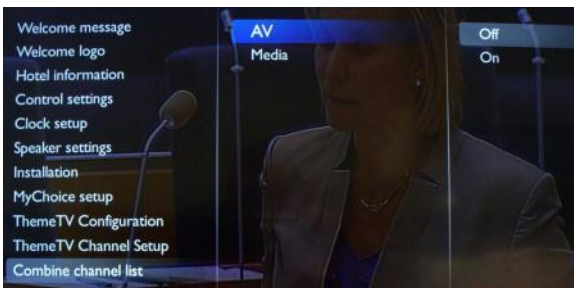 Welcome message
Welcome logo
Hotel information
Control settings
Clock setup
Speaker settings
Installation
MyChoice setup
ThemeTV Configuration
ThemeTV Channel Setup
Combine channel list
AV
Media
Off
On